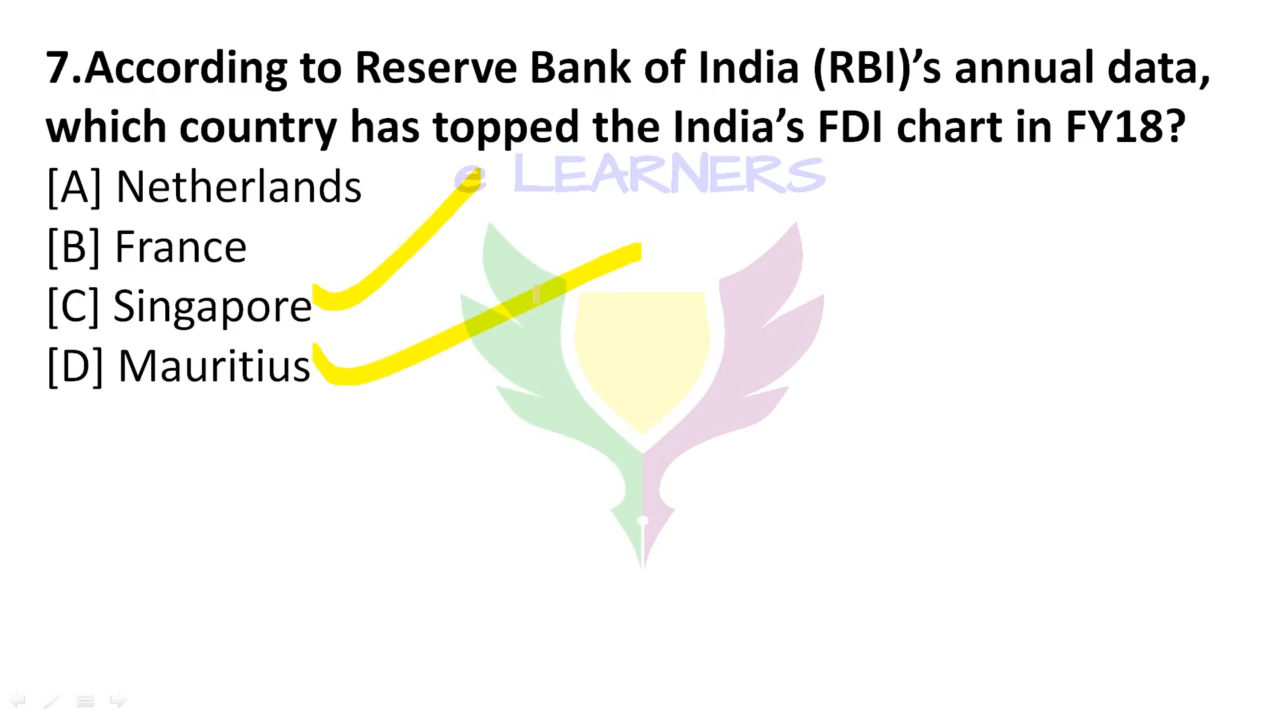 7.According to Reserve Bank of India (RBI)’s annual data,
which country has topped the India’s FDI chart in FY18?
e LEARNERS
[A] Netherlands
[B] France
[C] Singapore
[D] Mauritius